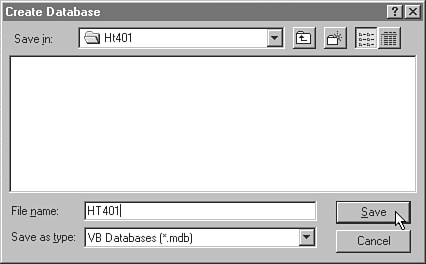 Create Database
Save in: Ht401
File name: HT401
Save
Save as type: VB Databases (*.mdb)
Cancel